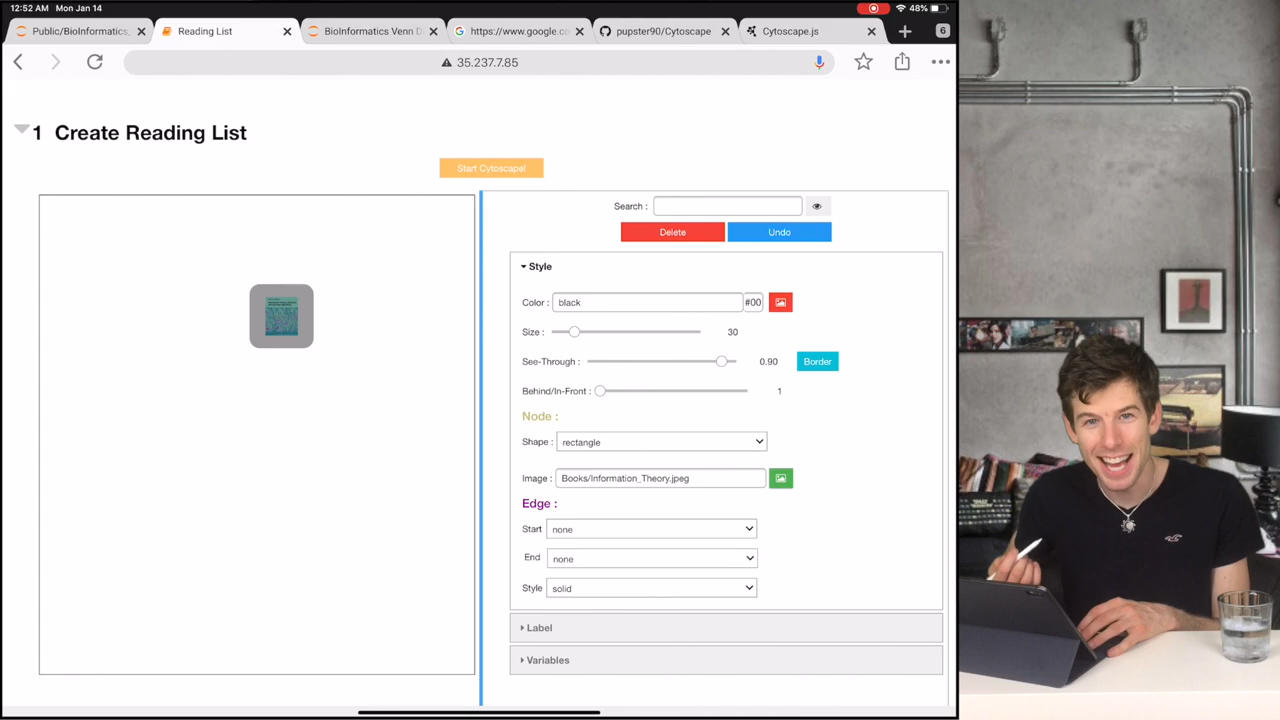 12:52 AM Mon Jan 14
48%
Public/BioInformatics_
Reading List
BioInformatics Venn D
https://www.google.co
pupster90/Cytoscape
Cytoscape.js
6
35.237.7.85
1 Create Reading List
Start Cytoscape!
Search :
Delete
Undo
Style
Color : black #00
Size : 30
See-Through : 0.90 Border
Behind/In-Front : 1
Node :
Shape : rectangle
Image : Books/Information_Theory.jpeg
Edge :
Start none
End none
Style solid
Label
Variables